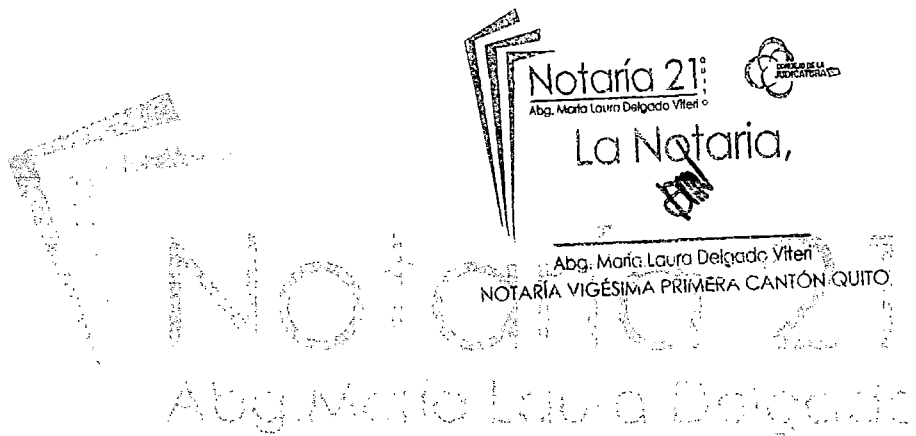 Notaría 21
QUITO
Abg. María Laura Delgado Viteri
CONSEJO DE LA
JUDICATURA
La Notaria,
Abg. María Laura Delgado Viteri
NOTARÍA VIGÉSIMA PRIMERA CANTÓN QUITO
Notaría 21
Abg. María Laura Delgado